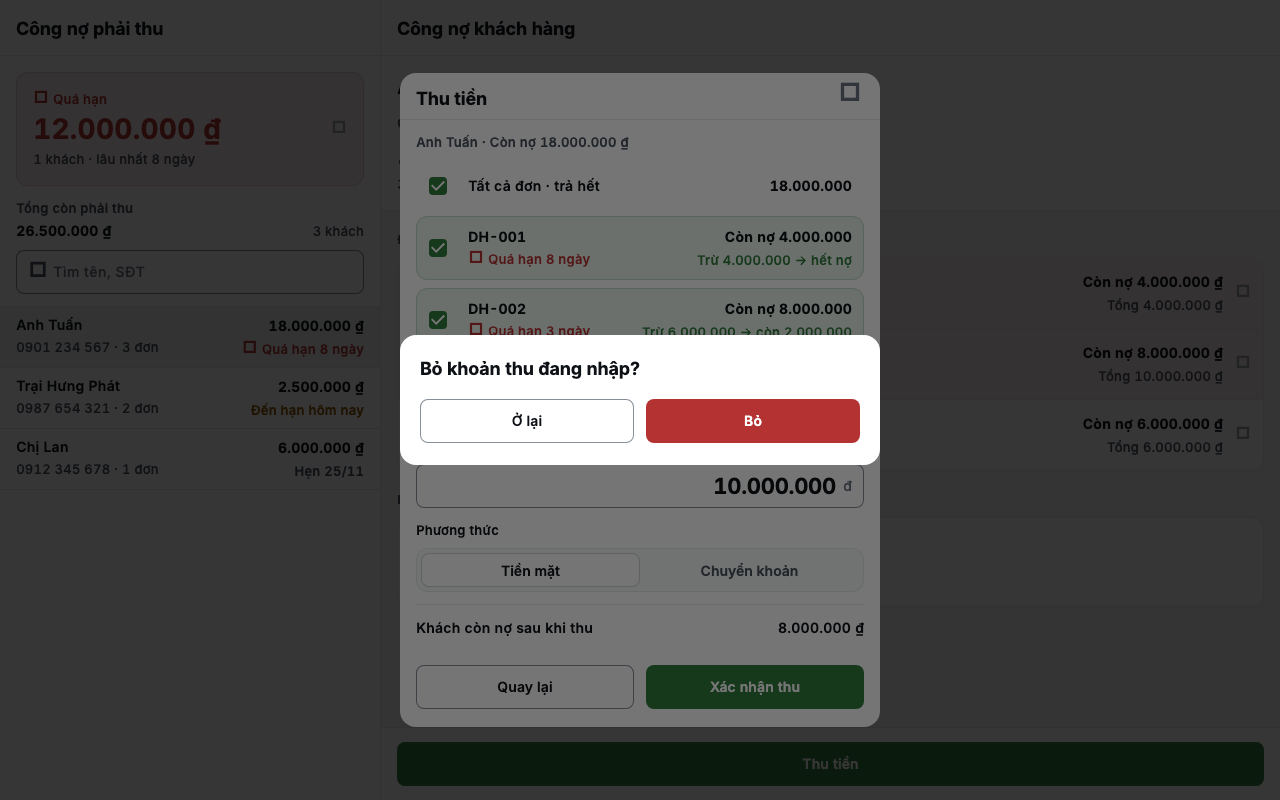 Công nợ phải thu
Quá hạn
12.000.000 ₫
1 khách · lâu nhất 8 ngày
Tổng còn phải thu
26.500.000 ₫ 3 khách
Tìm tên, SĐT
Anh Tuấn 18.000.000 ₫
0901 234 567 · 3 đơn Quá hạn 8 ngày
Trại Hưng Phát 2.500.000 ₫
0987 654 321 · 2 đơn Đến hạn hôm nay
Chị Lan 6.000.000 ₫
0912 345 678 · 1 đơn Hẹn 25/11
Công nợ khách hàng
Còn nợ 4.000.000 ₫
Tổng 4.000.000 ₫
Còn nợ 8.000.000 ₫
Tổng 10.000.000 ₫
Còn nợ 6.000.000 ₫
Tổng 6.000.000 ₫
Thu tiền
Thu tiền
Anh Tuấn · Còn nợ 18.000.000 ₫
Tất cả đơn · trả hết 18.000.000
DH-001 Còn nợ 4.000.000
Quá hạn 8 ngày Trừ 4.000.000 → hết nợ
DH-002 Còn nợ 8.000.000
Quá hạn 3 ngày Trừ 6.000.000 → còn 2.000.000
Bỏ khoản thu đang nhập?
Ở lại Bỏ
10.000.000 đ
Phương thức
Tiền mặt Chuyển khoản
Khách còn nợ sau khi thu 8.000.000 ₫
Quay lại Xác nhận thu